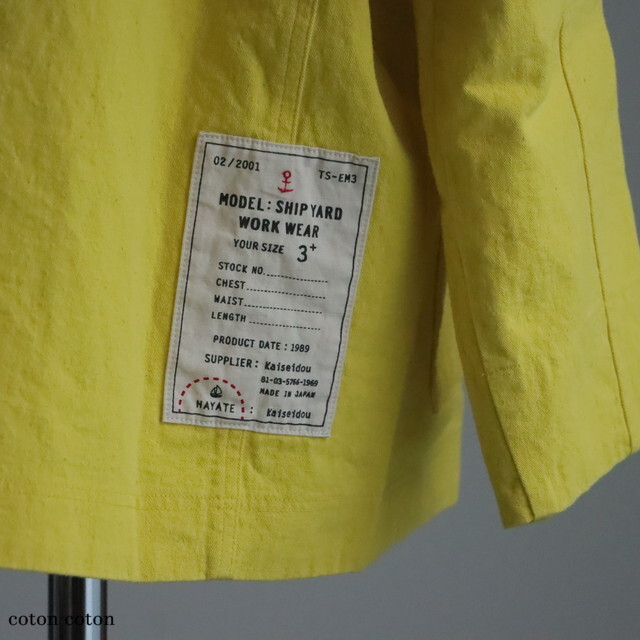 02/2001 TS-EM3
MODEL: SHIPYARD
WORK WEAR
YOUR SIZE 3+
STOCK NO.
CHEST
WAIST
LENGTH
PRODUCT DATE : 1989
SUPPLIER : Kaiseidou
81-03-5766-1969
MADE IN JAPAN
HAYATE : Kaiseidou
coton coton